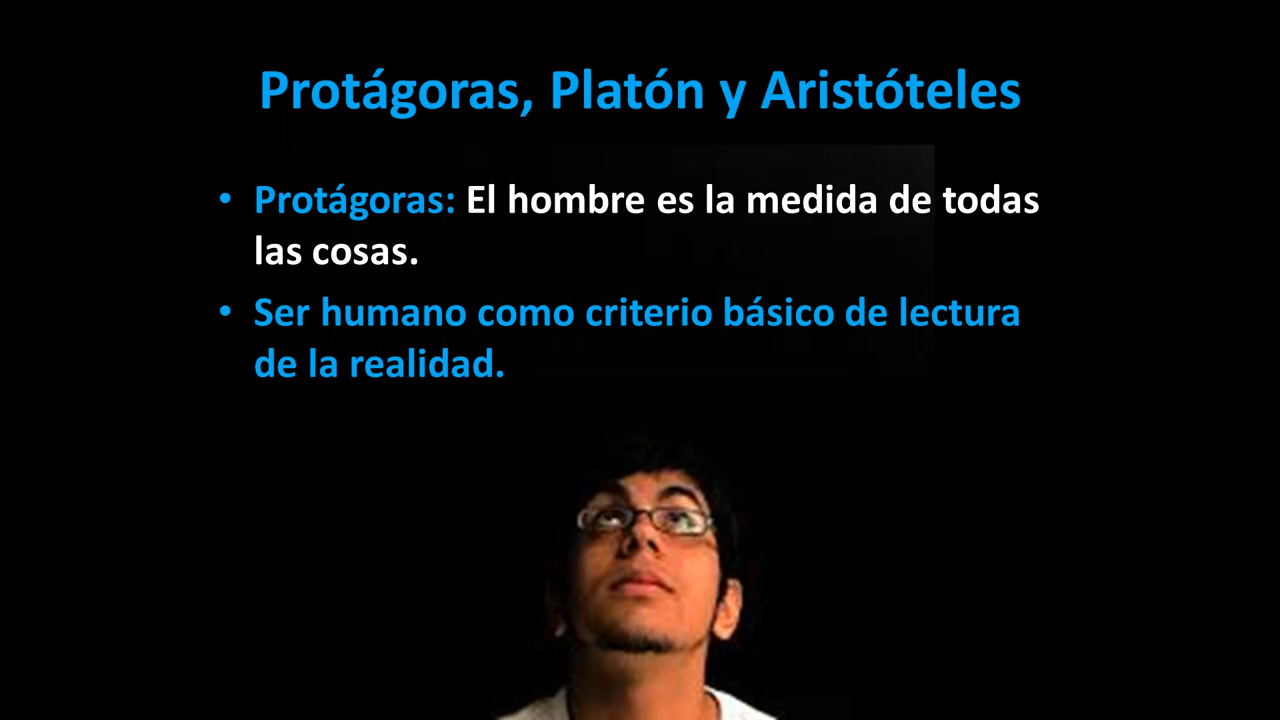 Protágoras, Platón y Aristóteles
• Protágoras: El hombre es la medida de todas
las cosas.
• Ser humano como criterio básico de lectura
de la realidad.